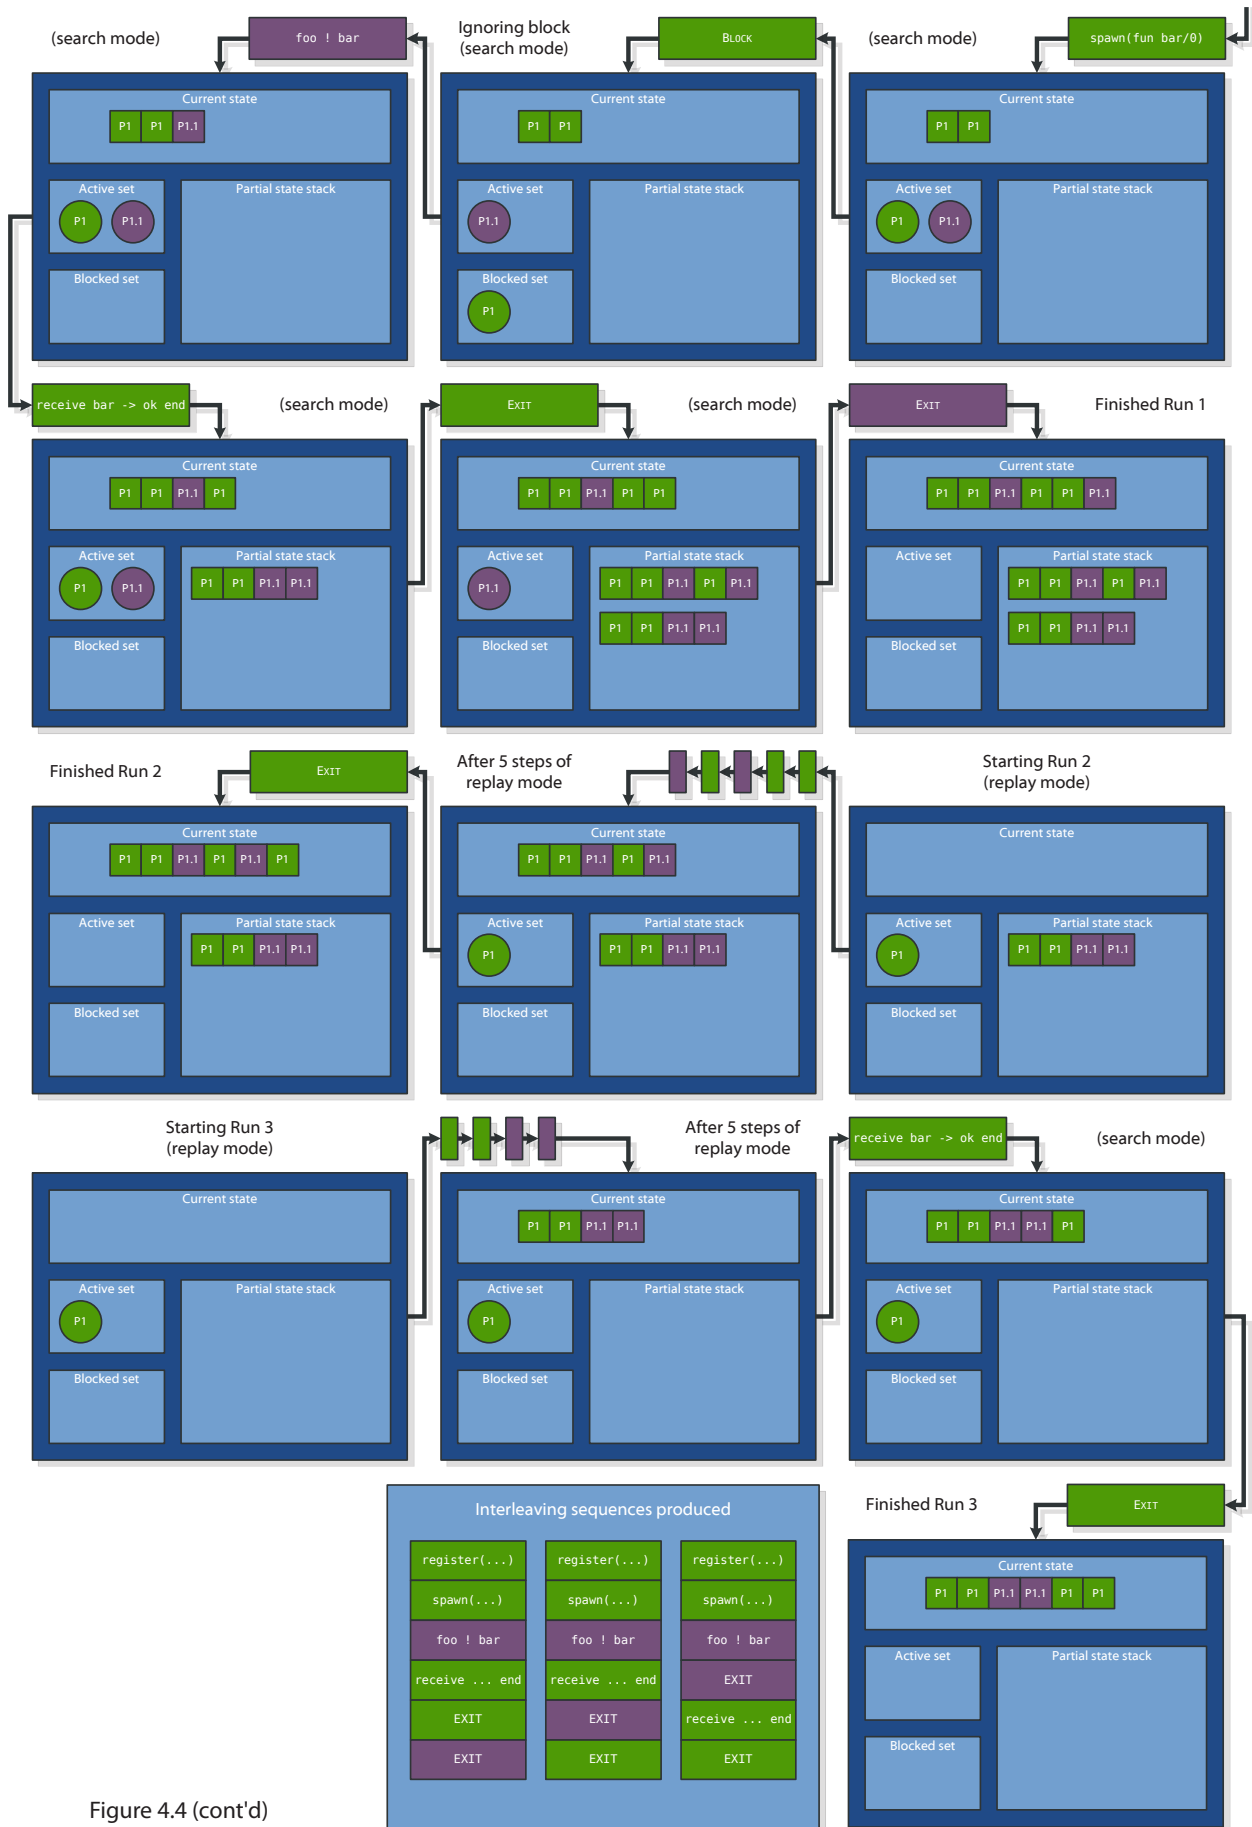 (search mode)
foo ! bar
Ignoring block
(search mode)
BLOCK
(search mode)
spawn(fun bar/0)
Current state
P1 P1 P1.1
Active set
P1 P1.1
Partial state stack
Blocked set
Current state
P1 P1
Active set
P1.1
Partial state stack
Blocked set
P1
Current state
P1 P1
Active set
P1 P1.1
Partial state stack
Blocked set
receive bar -> ok end
(search mode)
EXIT
(search mode)
EXIT
Finished Run 1
Current state
P1 P1 P1.1 P1
Active set
P1 P1.1
Partial state stack
P1 P1 P1.1 P1.1
Blocked set
Current state
P1 P1 P1.1 P1 P1
Active set
P1.1
Partial state stack
P1 P1 P1.1 P1 P1.1
P1 P1 P1.1 P1.1
Blocked set
Current state
P1 P1 P1.1 P1 P1 P1.1
Active set
Partial state stack
P1 P1 P1.1 P1 P1.1
P1 P1 P1.1 P1.1
Blocked set
Finished Run 2
EXIT
After 5 steps of
replay mode
Starting Run 2
(replay mode)
Current state
P1 P1 P1.1 P1 P1.1 P1
Active set
Partial state stack
P1 P1 P1.1 P1.1
Blocked set
Current state
P1 P1 P1.1 P1 P1.1
Active set
P1
Partial state stack
P1 P1 P1.1 P1.1
Blocked set
Current state
Active set
P1
Partial state stack
P1 P1 P1.1 P1.1
Blocked set
Starting Run 3
(replay mode)
After 5 steps of
replay mode
receive bar -> ok end
(search mode)
Current state
Active set
P1
Partial state stack
Blocked set
Current state
P1 P1 P1.1 P1.1
Active set
P1
Partial state stack
Blocked set
Current state
P1 P1 P1.1 P1.1 P1
Active set
P1
Partial state stack
Blocked set
Interleaving sequences produced
register(...) register(...) register(...)
spawn(...) spawn(...) spawn(...)
foo ! bar foo ! bar foo ! bar
receive ... end receive ... end EXIT
EXIT EXIT receive ... end
EXIT EXIT EXIT
Finished Run 3
EXIT
Current state
P1 P1 P1.1 P1.1 P1 P1
Active set
Partial state stack
Blocked set
Figure 4.4 (cont'd)